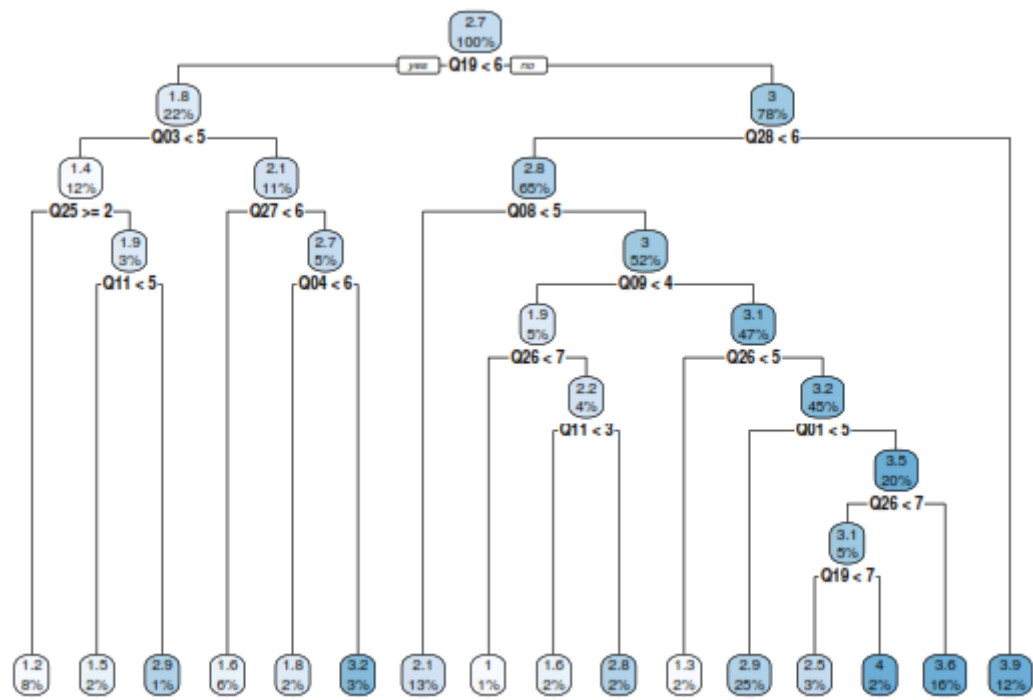 2.7
100%
yes Q19 < 6 no
1.8
22%
3
78%
Q03 < 5
Q28 < 6
1.4
12%
2.1
11%
2.8
65%
Q25 >= 2
Q27 < 6
Q08 < 5
1.9
3%
2.7
5%
3
52%
Q11 < 5
Q04 < 6
Q09 < 4
1.9
5%
3.1
47%
Q26 < 7
Q26 < 5
2.2
4%
3.2
45%
Q11 < 3
Q01 < 5
3.5
20%
Q26 < 7
3.1
5%
Q19 < 7
1.2 1.5 2.9 1.6 1.8 3.2 2.1 1 1.6 2.8 1.3 2.9 2.5 4 3.6 3.9
8% 2% 1% 6% 2% 3% 13% 1% 2% 2% 2% 25% 3% 2% 16% 12%